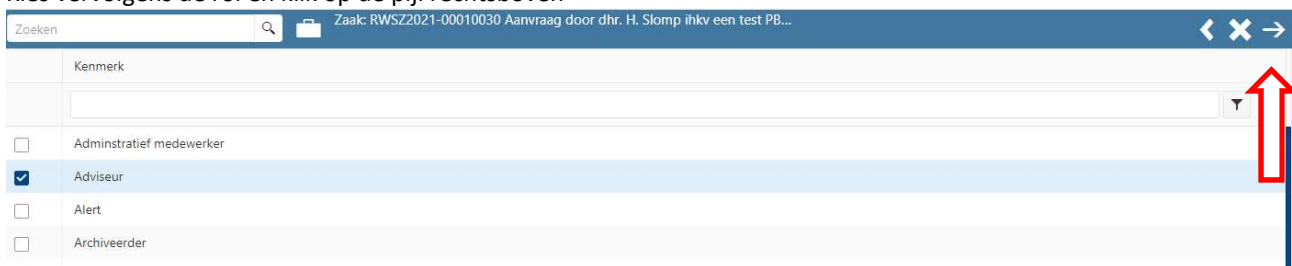 Kies vervolgens de rol en klik op de pijl rechtsboven
Zoeken
Zaak: RWSZ2021-00010030 Aanvraag door dhr. H. Slomp ihkv een test PB...
Kenmerk
Adminstratief medewerker
Adviseur
Alert
Archiveerder